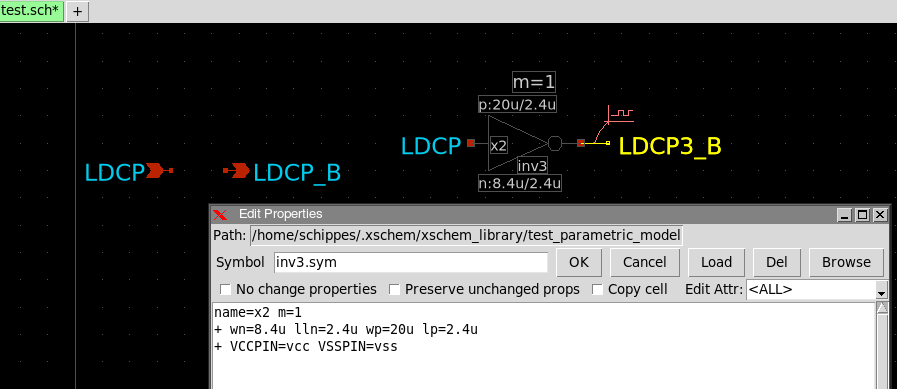 test.sch* +
m=1
p:20u/2.4u
LDCP x2 LDCP3_B
inv3
n:8.4u/2.4u
LDCP LDCP_B
Edit Properties
Path: /home/schippes/.xschem/xschem_library/test_parametric_model
Symbol inv3.sym OK Cancel Load Del Browse
No change properties Preserve unchanged props Copy cell Edit Attr: <ALL>
name=x2 m=1
+ wn=8.4u lln=2.4u wp=20u lp=2.4u
+ VCCPIN=vcc VSSPIN=vss